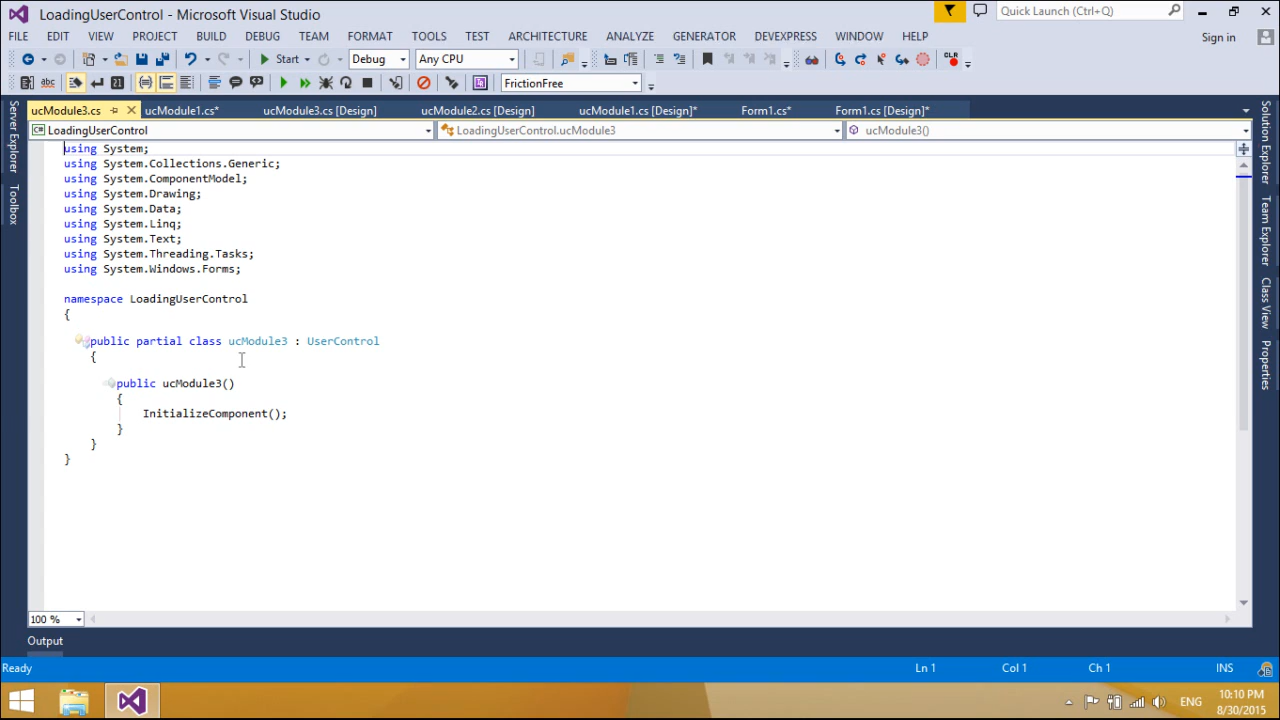 LoadingUserControl - Microsoft Visual Studio
Quick Launch (Ctrl+Q)
FILE EDIT VIEW PROJECT BUILD DEBUG TEAM FORMAT TOOLS TEST ARCHITECTURE ANALYZE GENERATOR DEVEXPRESS WINDOW HELP
Sign in
Start Debug Any CPU
CLR
abc
FrictionFree
ucModule3.cs ucModule1.cs* ucModule3.cs [Design] ucModule2.cs [Design] ucModule1.cs [Design]* Form1.cs* Form1.cs [Design]*
LoadingUserControl LoadingUserControl.ucModule3 ucModule3()
Server Explorer
Toolbox
using System;
using System.Collections.Generic;
using System.ComponentModel;
using System.Drawing;
using System.Data;
using System.Linq;
using System.Text;
using System.Threading.Tasks;
using System.Windows.Forms;
namespace LoadingUserControl
{
public partial class ucModule3 : UserControl
{
public ucModule3()
{
InitializeComponent();
}
}
}
Solution Explorer
Team Explorer
Class View
Properties
100 %
Output
Ready Ln 1 Col 1 Ch 1 INS
ENG
10:10 PM
8/30/2015